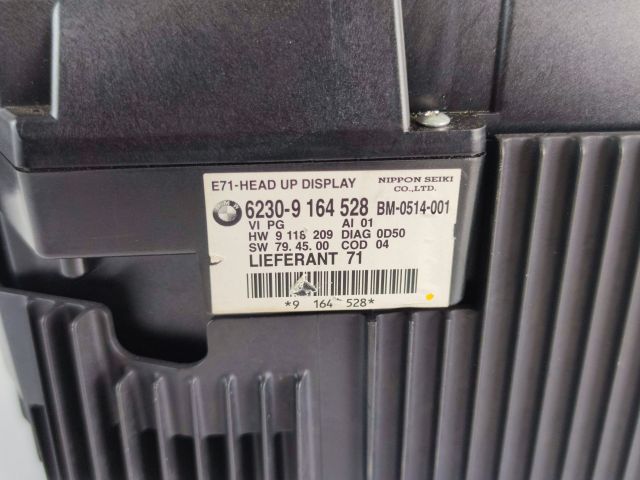 E71-HEAD UP DISPLAY NIPPON SEIKI CO.,LTD.
6230-9 164 528 BM-0514-001
VI PG AI 01
HW 9 116 209 DIAG 0D50
SW 79.45.00 COD 04
LIEFERANT 71
*9 164 528*